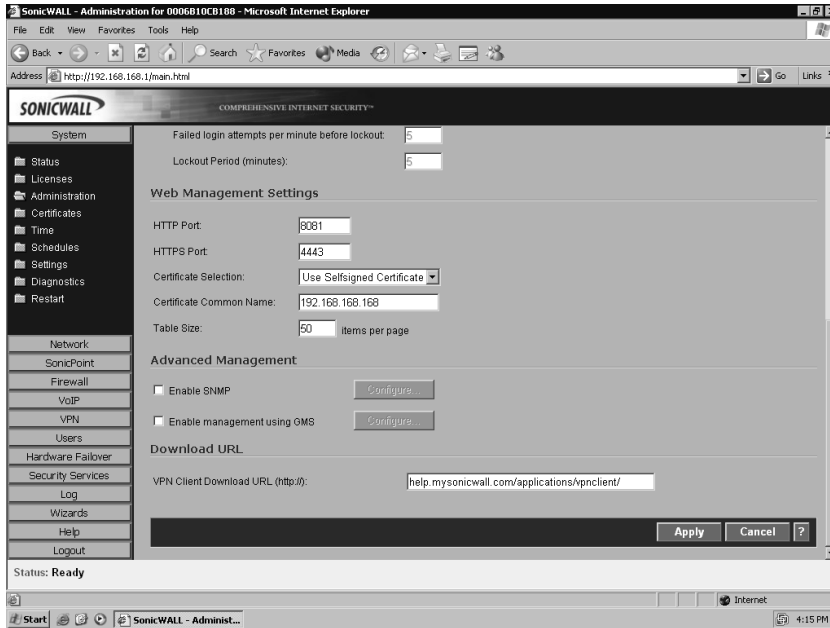 SonicWALL - Administration for 0006B10CB188 - Microsoft Internet Explorer
File Edit View Favorites Tools Help
Back Search Favorites Media
Address http://192.168.168.1/main.html Go Links
SONICWALL COMPREHENSIVE INTERNET SECURITY™
System
Status
Licenses
Administration
Certificates
Time
Schedules
Settings
Diagnostics
Restart
Network
SonicPoint
Firewall
VoIP
VPN
Users
Hardware Failover
Security Services
Log
Wizards
Help
Logout
Failed login attempts per minute before lockout: 5
Lockout Period (minutes): 5
Web Management Settings
HTTP Port: 8081
HTTPS Port: 4443
Certificate Selection: Use Selfsigned Certificate
Certificate Common Name: 192.168.168.168
Table Size: 50 items per page
Advanced Management
Enable SNMP Configure...
Enable management using GMS Configure...
Download URL
VPN Client Download URL (http://): help.mysonicwall.com/applications/vpnclient/
Apply Cancel ?
Status: Ready
Internet
Start SonicWALL - Administ... 4:15 PM